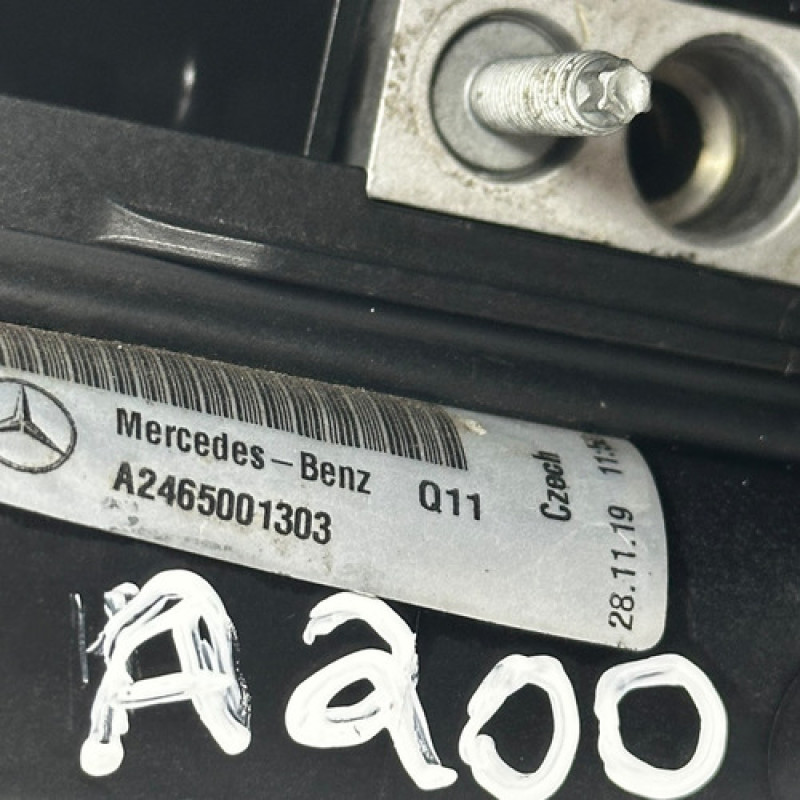 Mercedes-Benz
A2465001303 Q11
Czech
28.11.19
A200